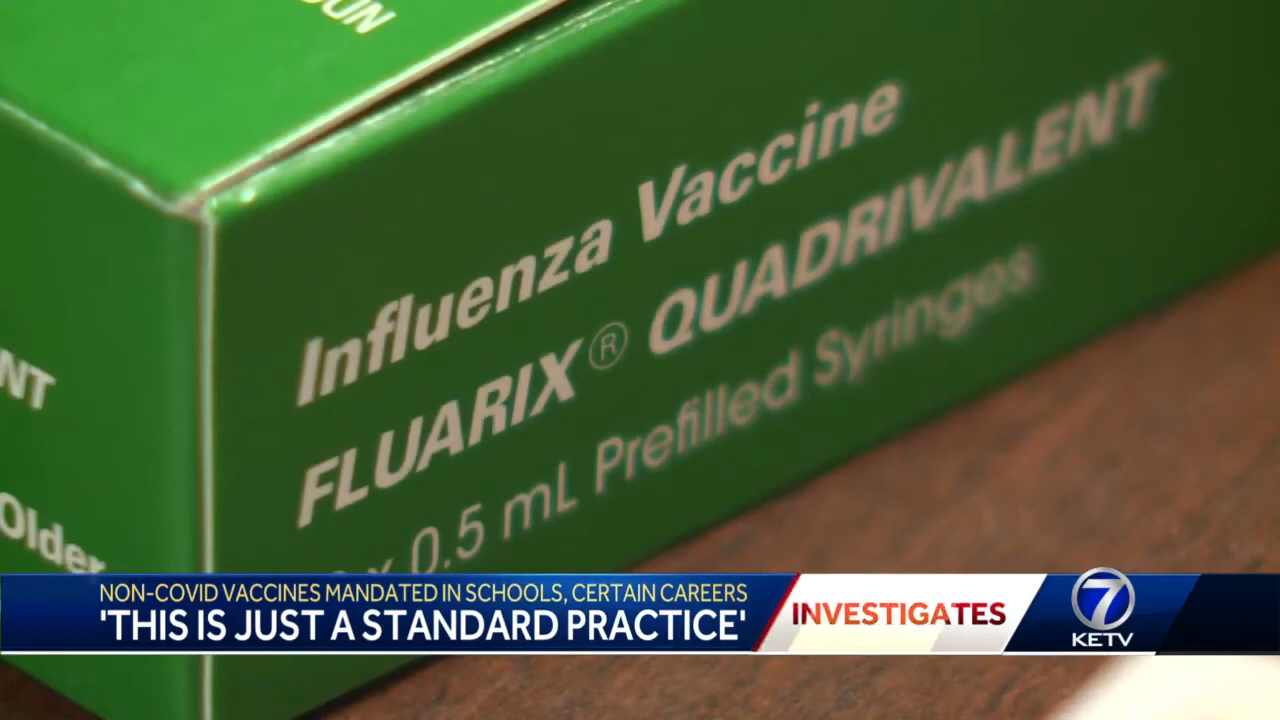 NT
Older
Influenza Vaccine
FLUARIX® QUADRIVALENT
0.5 mL Prefilled Syringes
NON-COVID VACCINES MANDATED IN SCHOOLS, CERTAIN CAREERS
'THIS IS JUST A STANDARD PRACTICE'
INVESTIGATES
7
KETV